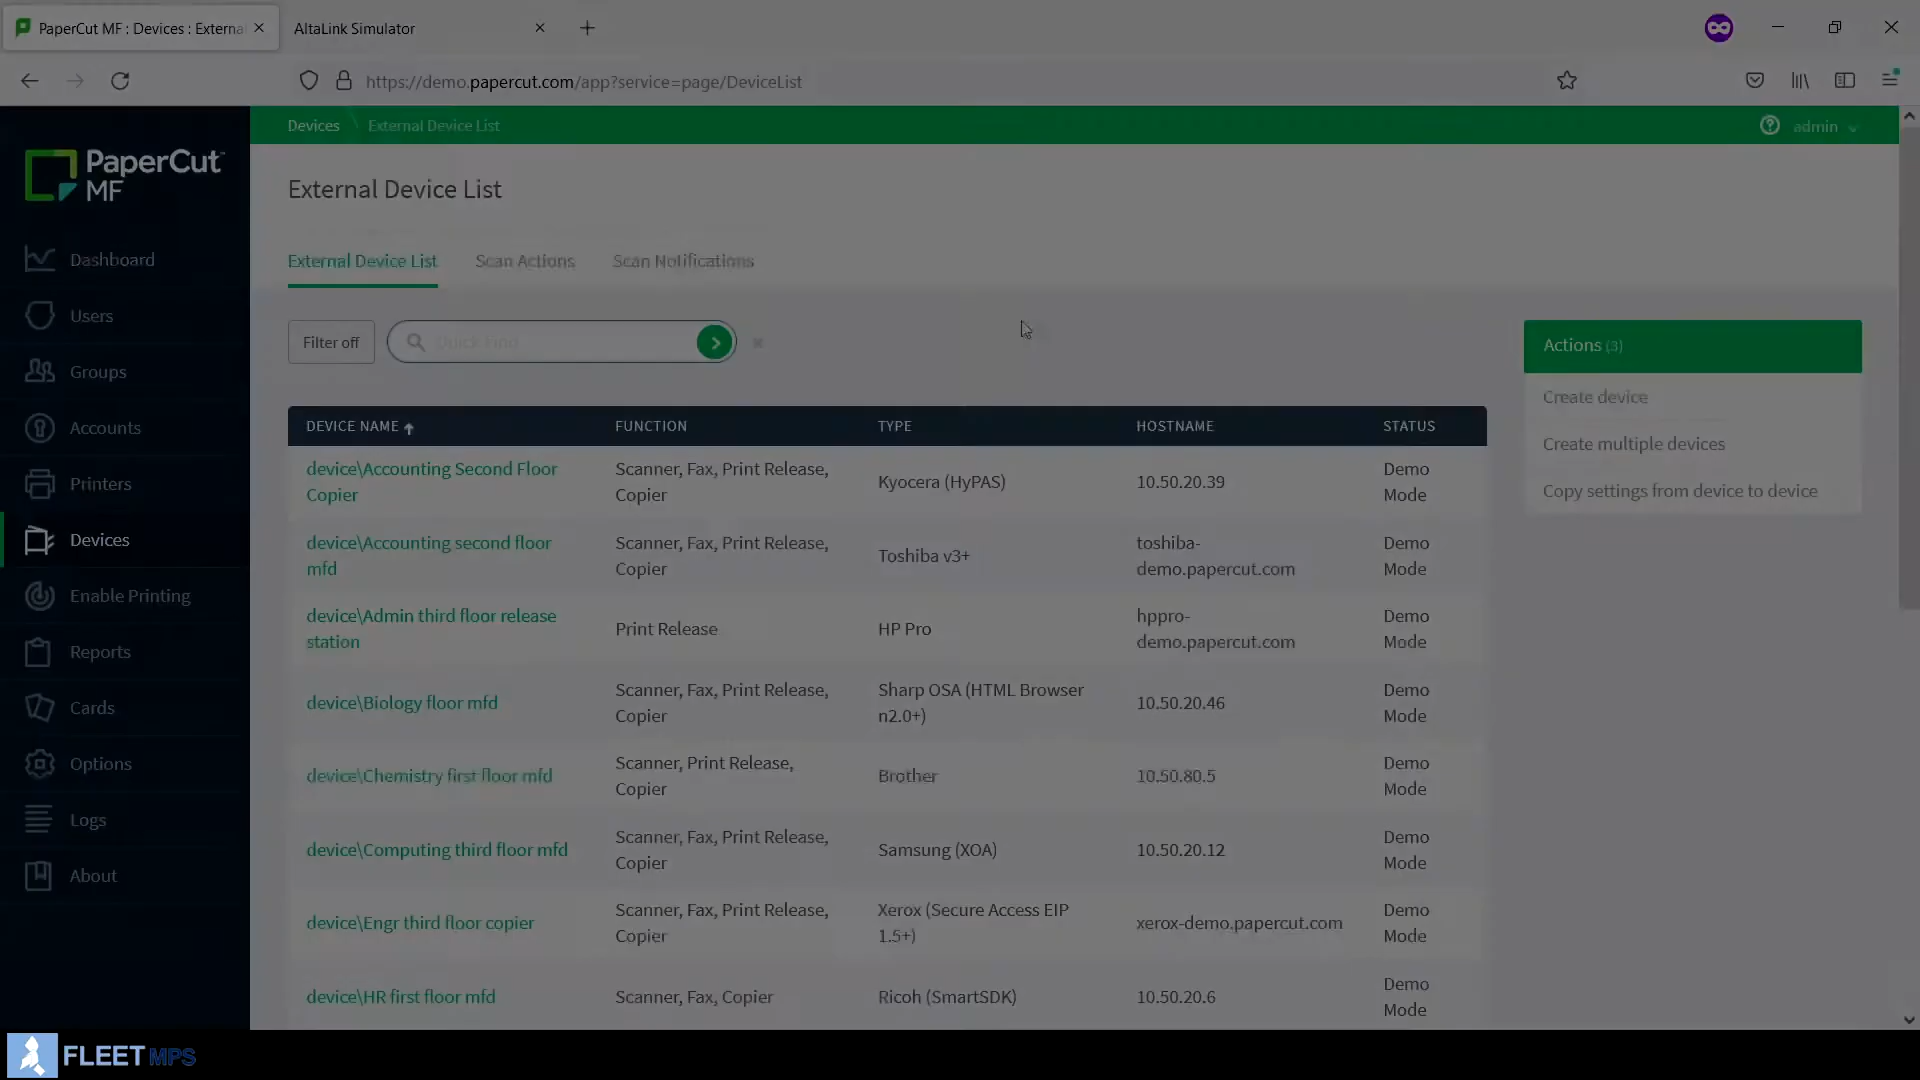 PaperCut MF : Devices : Externa
AltaLink Simulator
https://demo.papercut.com/app?service=page/DeviceList
Devices
External Device List
admin
PaperCut™
MF
External Device List
Dashboard
External Device List
Scan Actions
Scan Notifications
Users
Filter off
Quick Find
Actions (3)
Groups
Create device
Accounts
DEVICE NAME
FUNCTION
TYPE
HOSTNAME
STATUS
Create multiple devices
device\Accounting Second Floor
Copier
Scanner, Fax, Print Release,
Copier
Kyocera (HyPAS)
10.50.20.39
Demo
Mode
Printers
Copy settings from device to device
Devices
device\Accounting second floor
mfd
Scanner, Fax, Print Release,
Copier
Toshiba v3+
toshiba-
demo.papercut.com
Demo
Mode
Enable Printing
device\Admin third floor release
station
Print Release
HP Pro
hppro-
demo.papercut.com
Demo
Mode
Reports
Cards
device\Biology floor mfd
Scanner, Fax, Print Release,
Copier
Sharp OSA (HTML Browser
n2.0+)
10.50.20.46
Demo
Mode
Options
device\Chemistry first floor mfd
Scanner, Print Release,
Copier
Brother
10.50.80.5
Demo
Mode
Logs
device\Computing third floor mfd
Scanner, Fax, Print Release,
Copier
Samsung (XOA)
10.50.20.12
Demo
Mode
About
device\Engr third floor copier
Scanner, Fax, Print Release,
Copier
Xerox (Secure Access EIP
1.5+)
xerox-demo.papercut.com
Demo
Mode
device\HR first floor mfd
Scanner, Fax, Copier
Ricoh (SmartSDK)
10.50.20.6
Demo
Mode
FLEET MPS